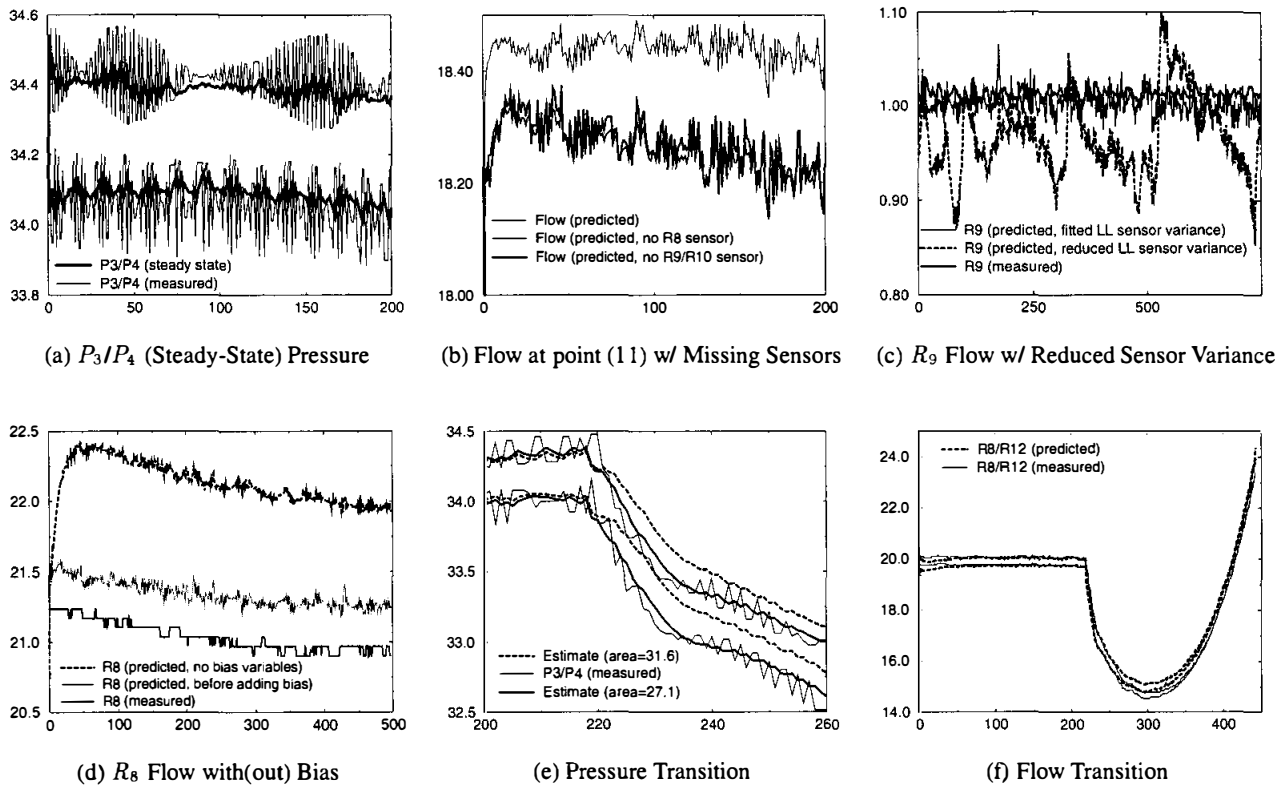 34.6
34.4
34.2
34.0
33.8
P3/P4 (steady state)
P3/P4 (measured)
0 50 100 150 200
(a) P₃/P₄ (Steady-State) Pressure
18.40
18.20
18.00
Flow (predicted)
Flow (predicted, no R8 sensor)
Flow (predicted, no R9/R10 sensor)
0 100 200
(b) Flow at point (11) w/ Missing Sensors
1.10
1.00
0.90
0.80
R9 (predicted, fitted LL sensor variance)
R9 (predicted, reduced LL sensor variance)
R9 (measured)
0 250 500
(c) R₉ Flow w/ Reduced Sensor Variance
22.5
22.0
21.5
21.0
20.5
R8 (predicted, no bias variables)
R8 (predicted, before adding bias)
R8 (measured)
0 100 200 300 400 500
(d) R₈ Flow with(out) Bias
34.5
34.0
33.5
33.0
32.5
Estimate (area=31.6)
P3/P4 (measured)
Estimate (area=27.1)
200 220 240 260
(e) Pressure Transition
24.0
22.0
20.0
18.0
16.0
14.0
R8/R12 (predicted)
R8/R12 (measured)
0 100 200 300 400
(f) Flow Transition